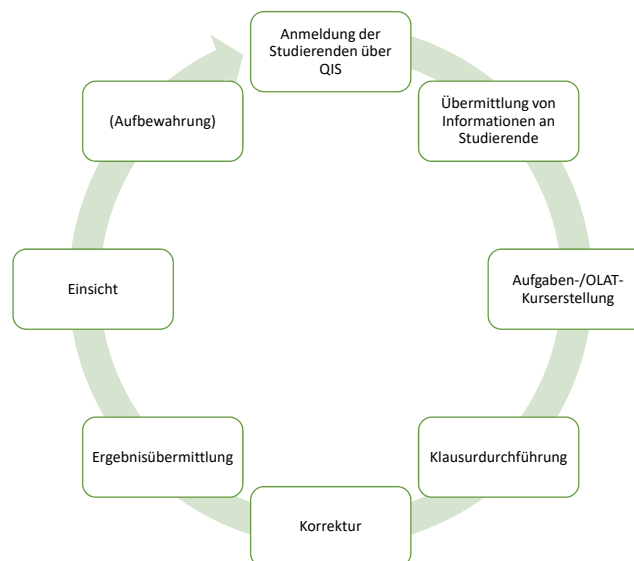 Anmeldung der
Studierenden über
QIS
Übermittlung von
Informationen an
Studierende
Aufgaben-/OLAT-
Kurserstellung
Klausurdurchführung
Korrektur
Ergebnisübermittlung
Einsicht
(Aufbewahrung)